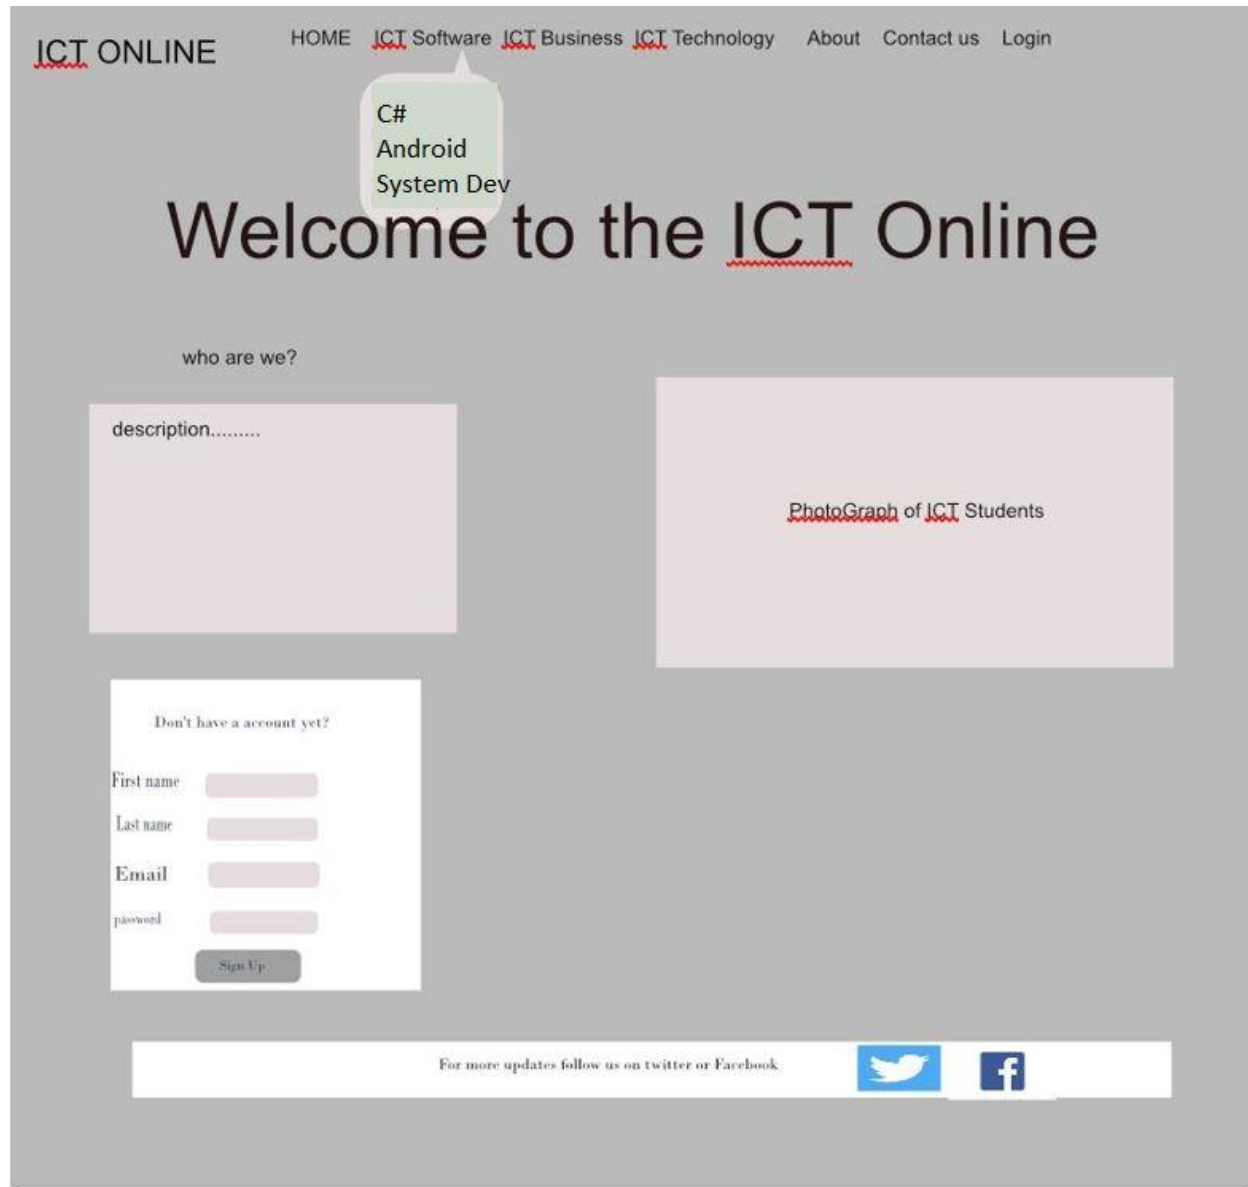 ICT ONLINE
HOME ICT Software ICT Business ICT Technology About Contact us Login
C#
Android
System Dev
Welcome to the ICT Online
who are we?
description.........
PhotoGraph of ICT Students
Don't have a account yet?
First name
Last name
Email
password
Sign Up
For more updates follow us on twitter or Facebook
f